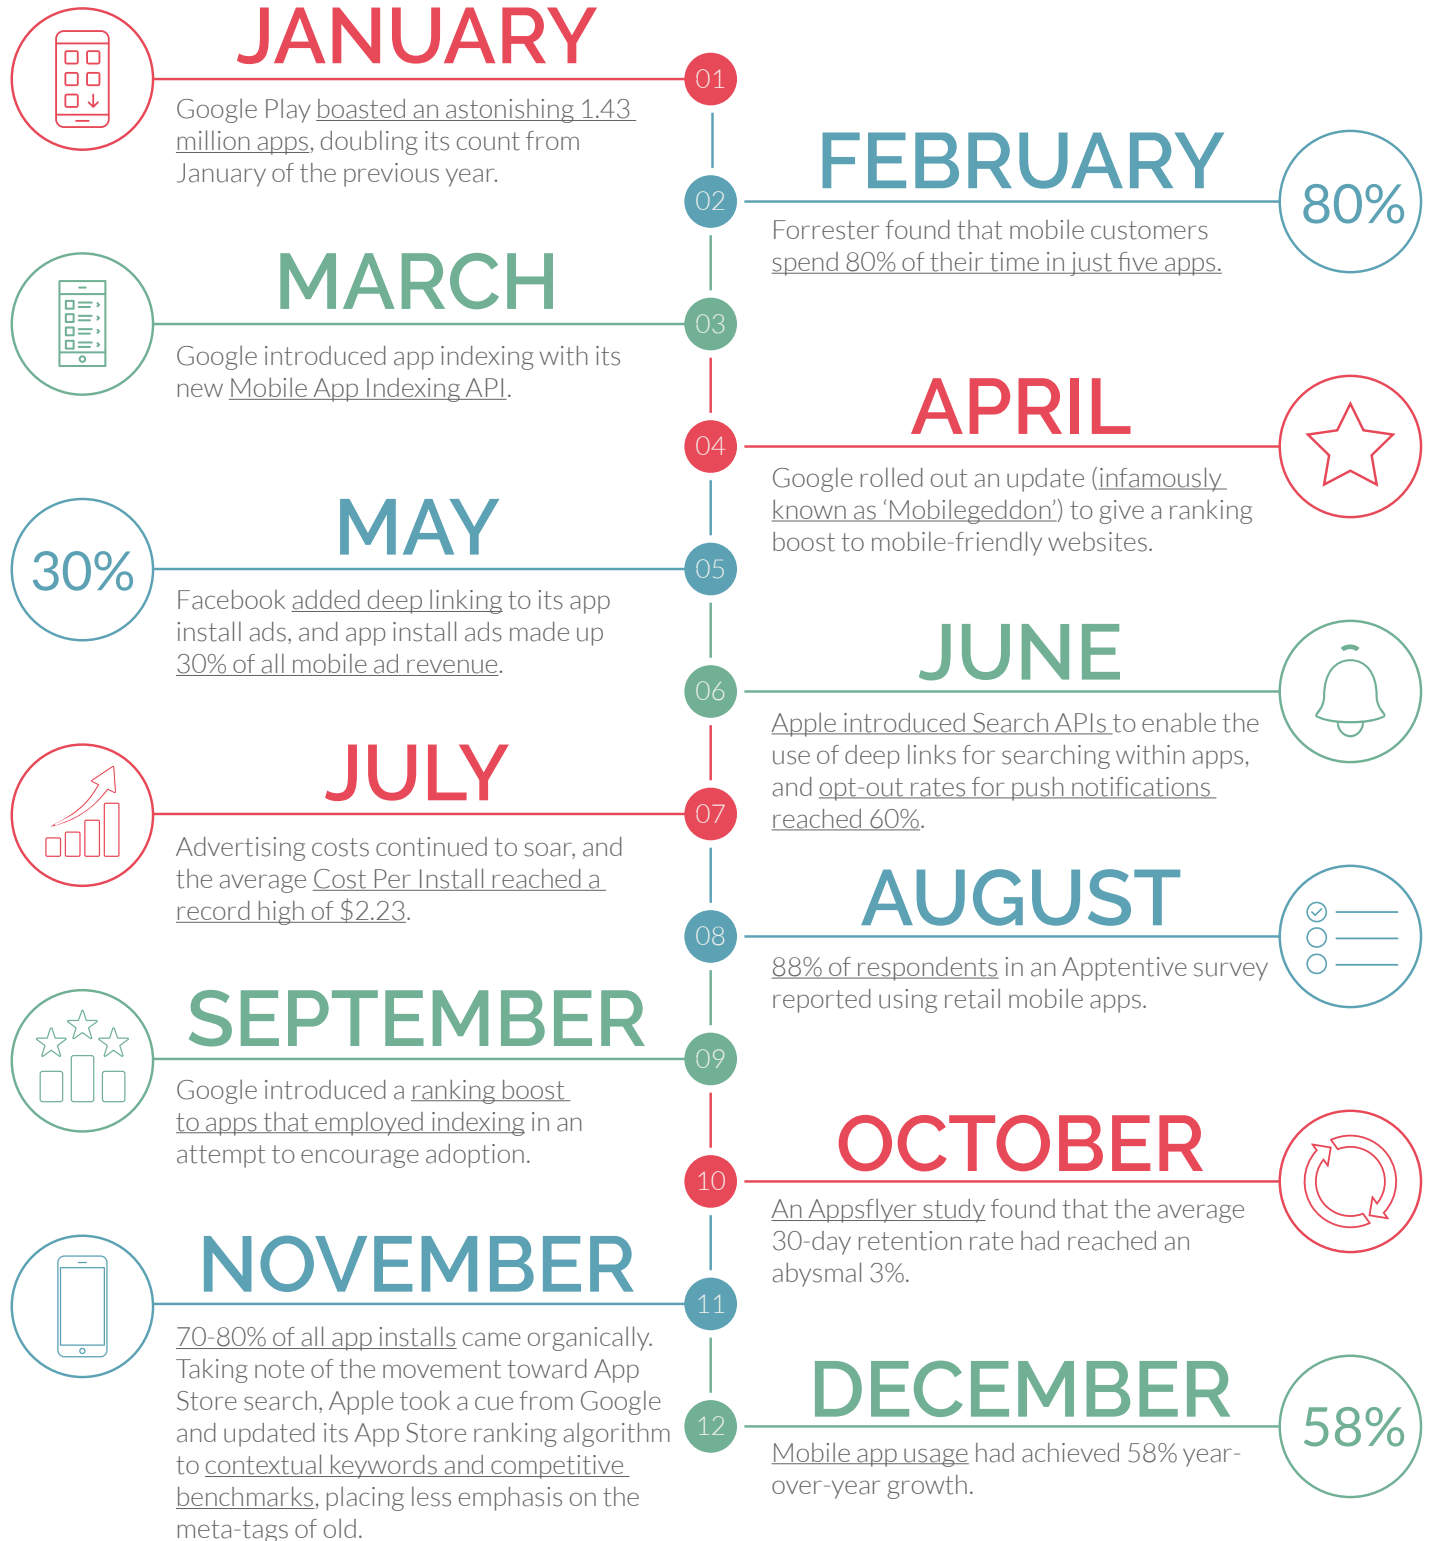 JANUARY
01
Google Play boasted an astonishing 1.43
million apps, doubling its count from
January of the previous year.
FEBRUARY
02
80%
Forrester found that mobile customers
spend 80% of their time in just five apps.
MARCH
03
Google introduced app indexing with its
new Mobile App Indexing API.
APRIL
04
Google rolled out an update (infamously
known as ‘Mobilegeddon’) to give a ranking
boost to mobile-friendly websites.
MAY
30%
05
Facebook added deep linking to its app
install ads, and app install ads made up
30% of all mobile ad revenue.
JUNE
06
Apple introduced Search APIs to enable the
use of deep links for searching within apps,
and opt-out rates for push notifications
reached 60%.
JULY
07
Advertising costs continued to soar, and
the average Cost Per Install reached a
record high of $2.23.
AUGUST
08
88% of respondents in an Apptentive survey
reported using retail mobile apps.
SEPTEMBER
09
Google introduced a ranking boost
to apps that employed indexing in an
attempt to encourage adoption.
OCTOBER
10
An Appsflyer study found that the average
30-day retention rate had reached an
abysmal 3%.
NOVEMBER
11
70-80% of all app installs came organically.
Taking note of the movement toward App
Store search, Apple took a cue from Google
and updated its App Store ranking algorithm
to contextual keywords and competitive
benchmarks, placing less emphasis on the
meta-tags of old.
DECEMBER
12
58%
Mobile app usage had achieved 58% year-
over-year growth.